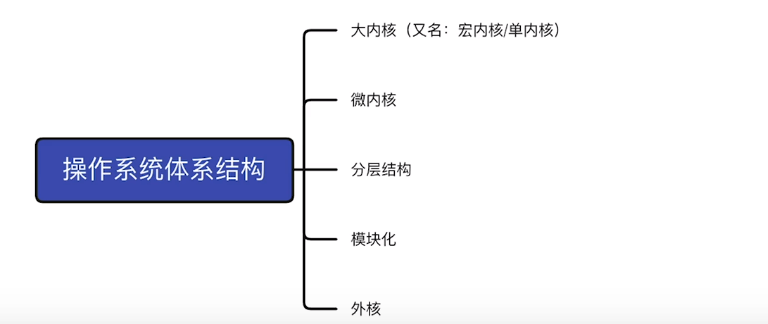 大内核（又名：宏内核/单内核）
微内核
操作系统体系结构
分层结构
模块化
外核